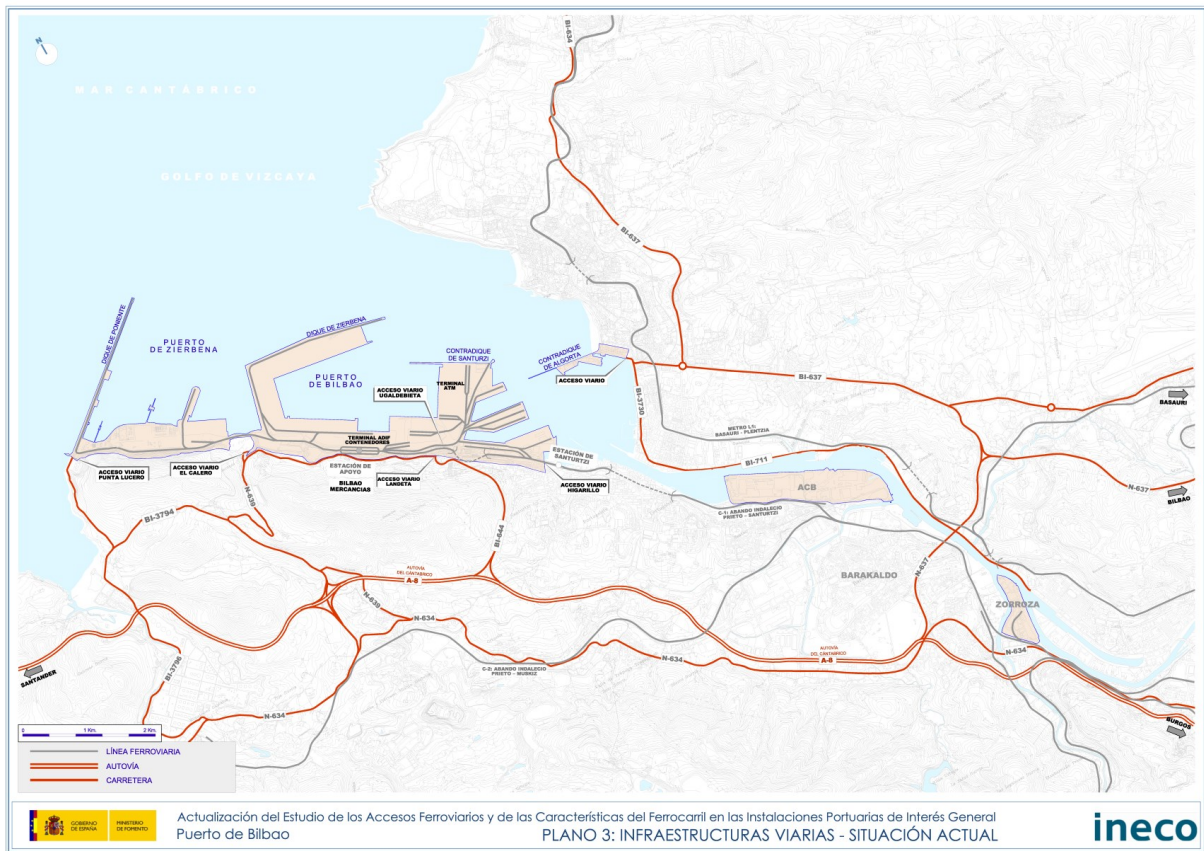 N
BI-634
MAR CANTÁBRICO
GOLFO DE VIZCAYA
BI-637
DIQUE DE PONIENTE
PUERTO
DE ZIERBENA
DIQUE DE ZIERBENA
PUERTO
DE BILBAO
CONTRADIQUE
DE SANTURZI
CONTRADIQUE
DE ALGORTA
ACCESO VIARIO
UGALDEBIETA
TERMINAL
ATM
ACCESO VIARIO
BI-637
BI-3730
BASAURI
METRO L1:
BASAURI - PLENTZIA
TERMINAL ADIF
CONTENEDORES
ESTACIÓN DE
SANTURTZI
BI-711
ACCESO VIARIO
PUNTA LUCERO
ACCESO VIARIO
EL CALERO
ESTACIÓN DE
APOYO
BILBAO
MERCANCIAS
ACCESO VIARIO
LANDETA
ACCESO VIARIO
HIGARILLO
ACB
N-637
BILBAO
N-639
BI-3794
BI-644
C-1: ABANDO INDALECIO
PRIETO - SANTURTZI
AUTOVÍA
DEL CÁNTABRICO
A-8
BARAKALDO
N-637
N-639
N-634
ZORROZA
N-634
AUTOVÍA
DEL CÁNTABRICO
A-8
N-634
C-2: ABANDO INDALECIO
PRIETO - MUSKIZ
SANTANDER
BI-3796
N-634
BURGOS
0 1 Km. 2 Km.
LÍNEA FERROVIARIA
AUTOVÍA
CARRETERA
GOBIERNO
DE ESPAÑA
MINISTERIO
DE FOMENTO
Actualización del Estudio de los Accesos Ferroviarios y de las Características del Ferrocarril en las Instalaciones Portuarias de Interés General
Puerto de Bilbao
PLANO 3: INFRAESTRUCTURAS VIARIAS - SITUACIÓN ACTUAL
ineco